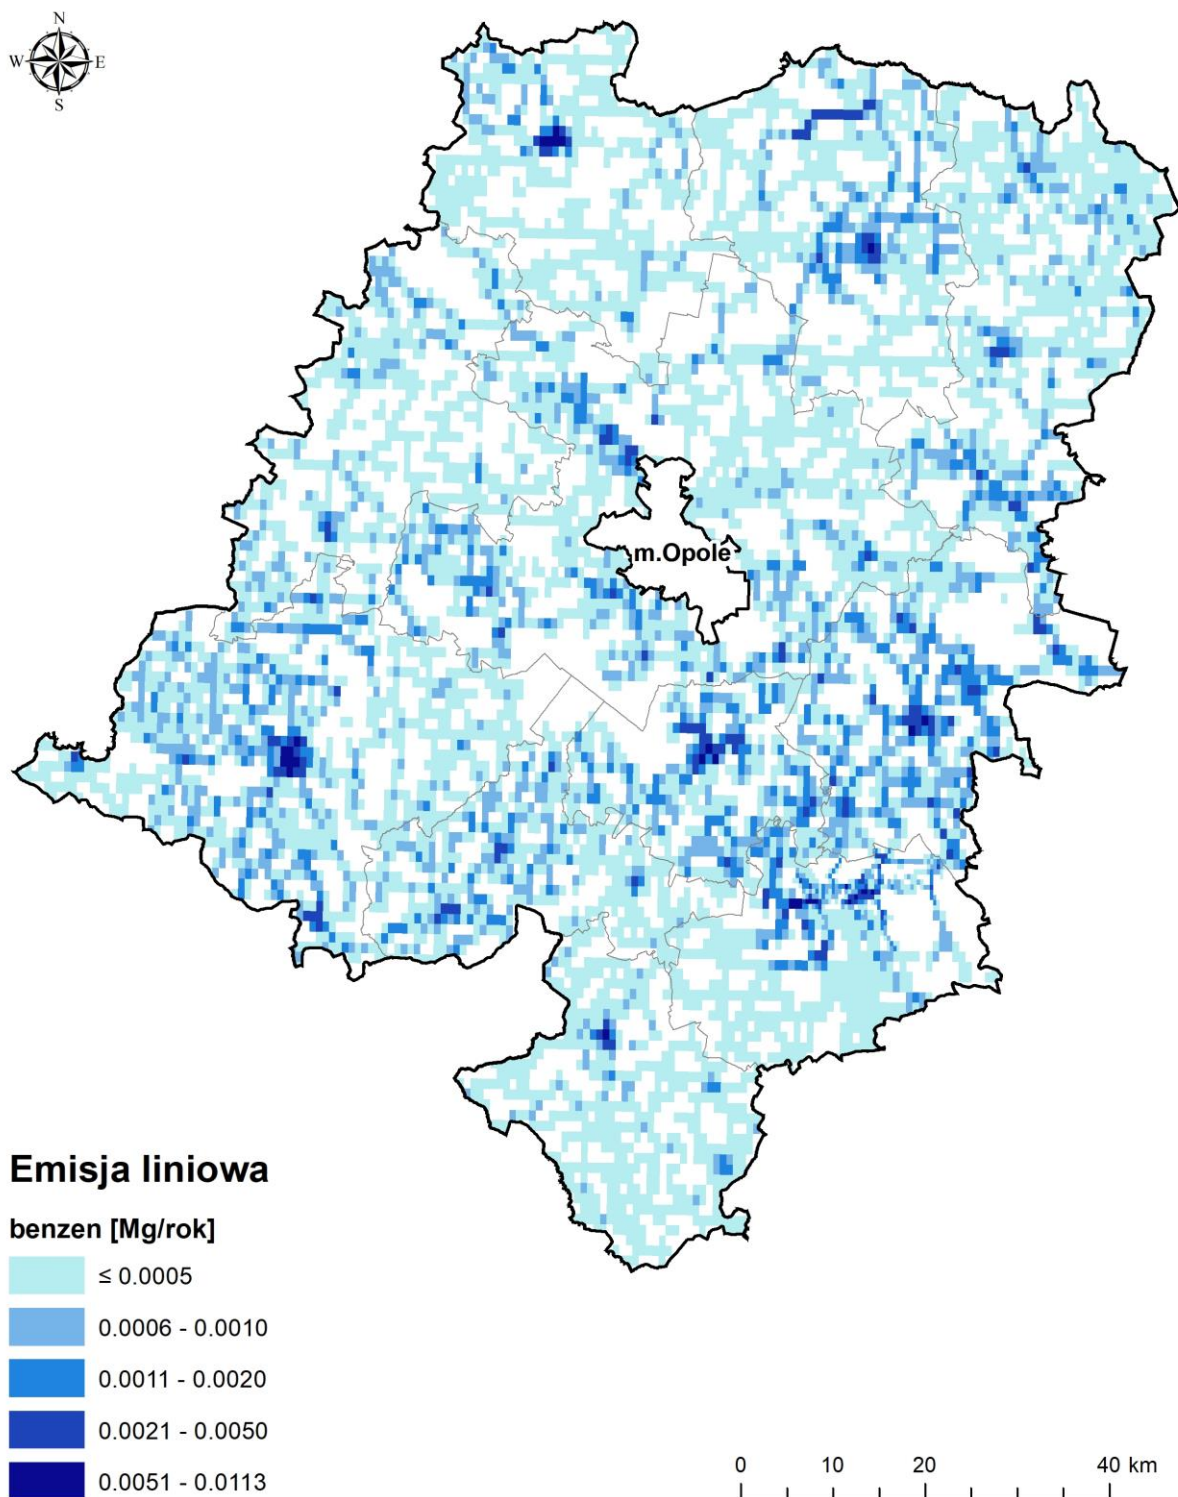 N
W E
S
m.Opole
Emisja liniowa
benzen [Mg/rok]
≤ 0.0005
0.0006 - 0.0010
0.0011 - 0.0020
0.0021 - 0.0050
0.0051 - 0.0113
0 10 20 40 km